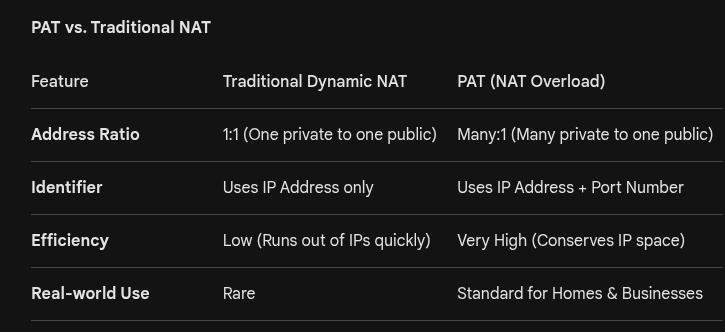 PAT vs. Traditional NAT
Feature Traditional Dynamic NAT PAT (NAT Overload)
Address Ratio 1:1 (One private to one public) Many:1 (Many private to one public)
Identifier Uses IP Address only Uses IP Address + Port Number
Efficiency Low (Runs out of IPs quickly) Very High (Conserves IP space)
Real-world Use Rare Standard for Homes & Businesses